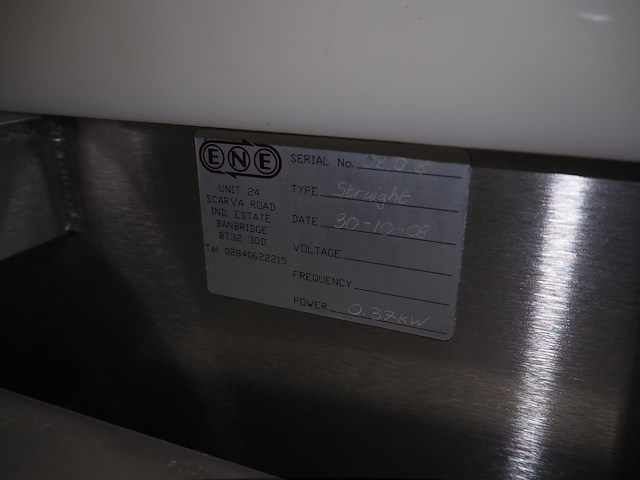 ENE
UNIT 24
SCARVA ROAD
IND. ESTATE
BANBRIDGE
BT32 3QD
Tel 02840622215
SERIAL No.
TYPE Straight
DATE 30-10-08
VOLTAGE
FREQUENCY
POWER 0.37kW